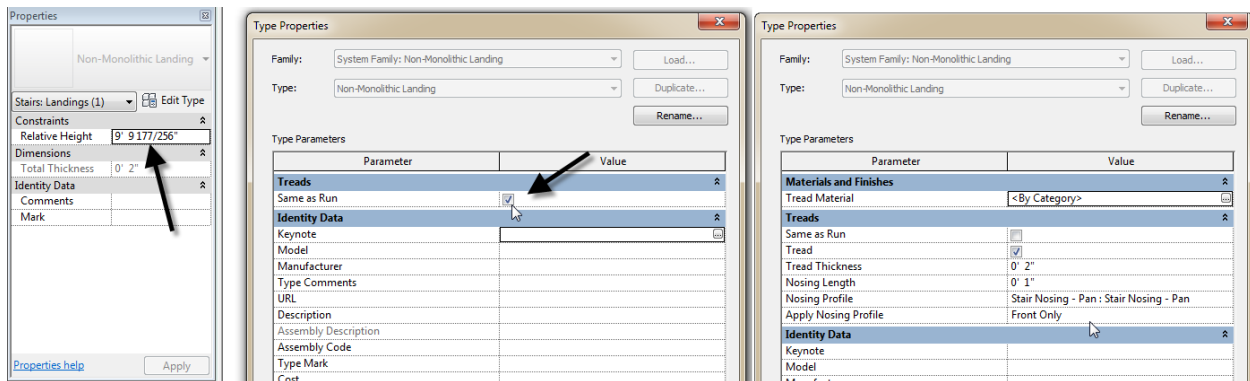 Properties
Non-Monolithic Landing
Stairs: Landings (1) Edit Type
Constraints
Relative Height 9' 9 177/256"
Dimensions
Total Thickness 0' 2"
Identity Data
Comments
Mark
Properties help Apply
Type Properties
Family: System Family: Non-Monolithic Landing Load...
Type: Non-Monolithic Landing Duplicate...
Rename...
Type Parameters
Parameter Value
Treads
Same as Run
Identity Data
Keynote
Model
Manufacturer
Type Comments
URL
Description
Assembly Description
Assembly Code
Type Mark
Cost
Type Properties
Family: System Family: Non-Monolithic Landing Load...
Type: Non-Monolithic Landing Duplicate...
Rename...
Type Parameters
Parameter Value
Materials and Finishes
Tread Material <By Category>
Treads
Same as Run
Tread
Tread Thickness 0' 2"
Nosing Length 0' 1"
Nosing Profile Stair Nosing - Pan : Stair Nosing - Pan
Apply Nosing Profile Front Only
Identity Data
Keynote
Model